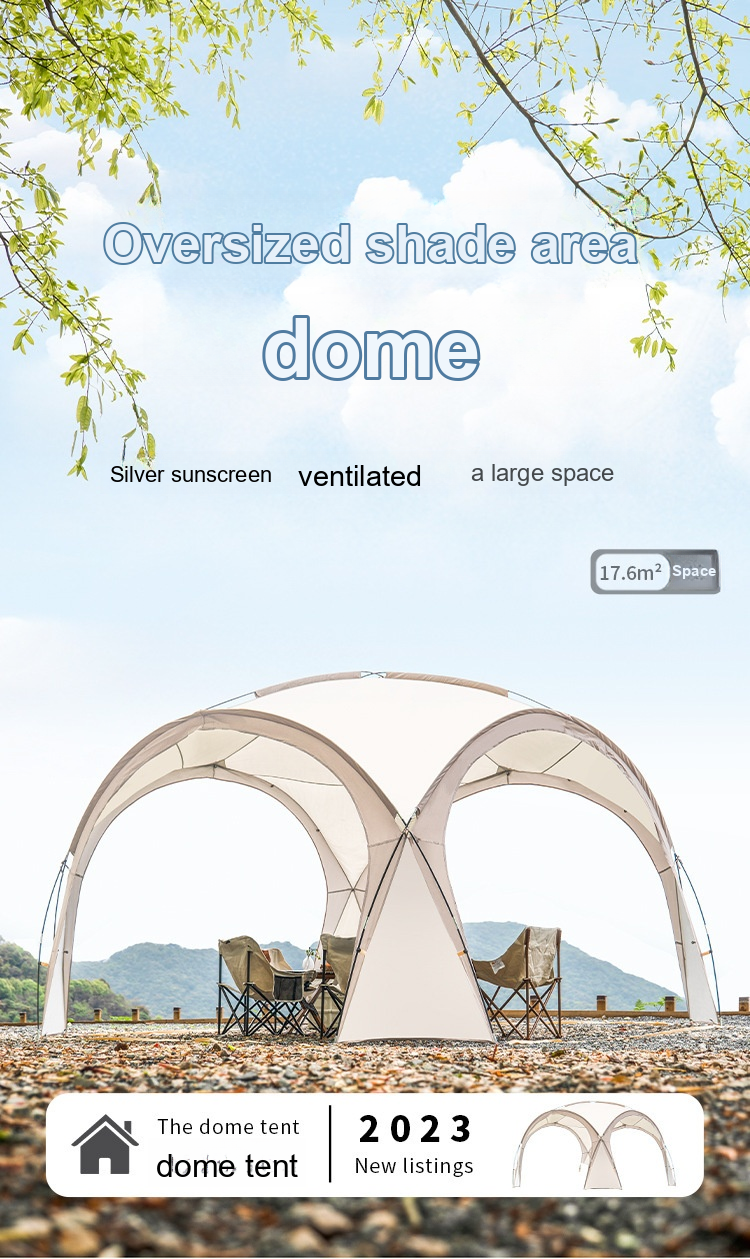 Oversized shade area
dome
Silver sunscreen ventilated a large space
17.6m² Space
The dome tent
dome tent
2023
New listings